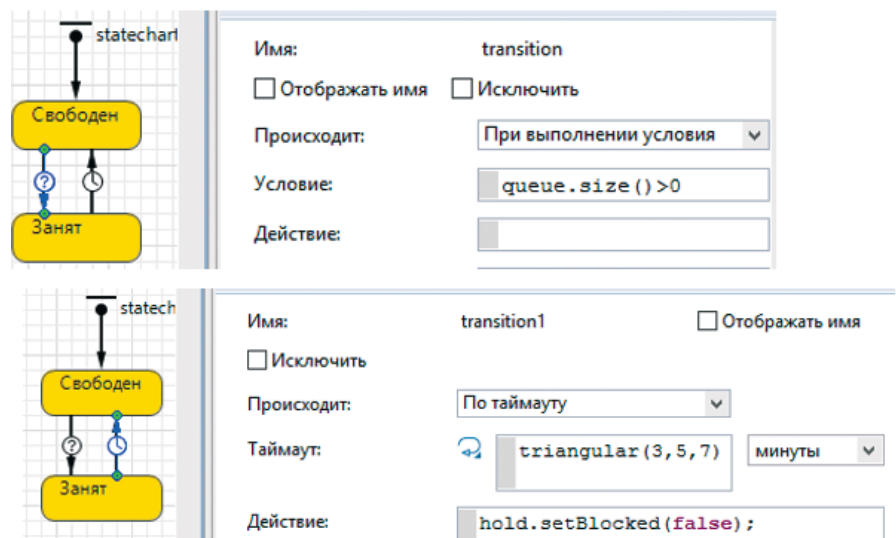 statechart
Свободен
?
Занят
Имя: transition
Отображать имя Исключить
Происходит: При выполнении условия
Условие: queue.size()>0
Действие:
statech
Свободен
?
Занят
Имя: transition1 Отображать имя
Исключить
Происходит: По таймауту
Таймаут: triangular(3,5,7) минуты
Действие: hold.setBlocked(false);